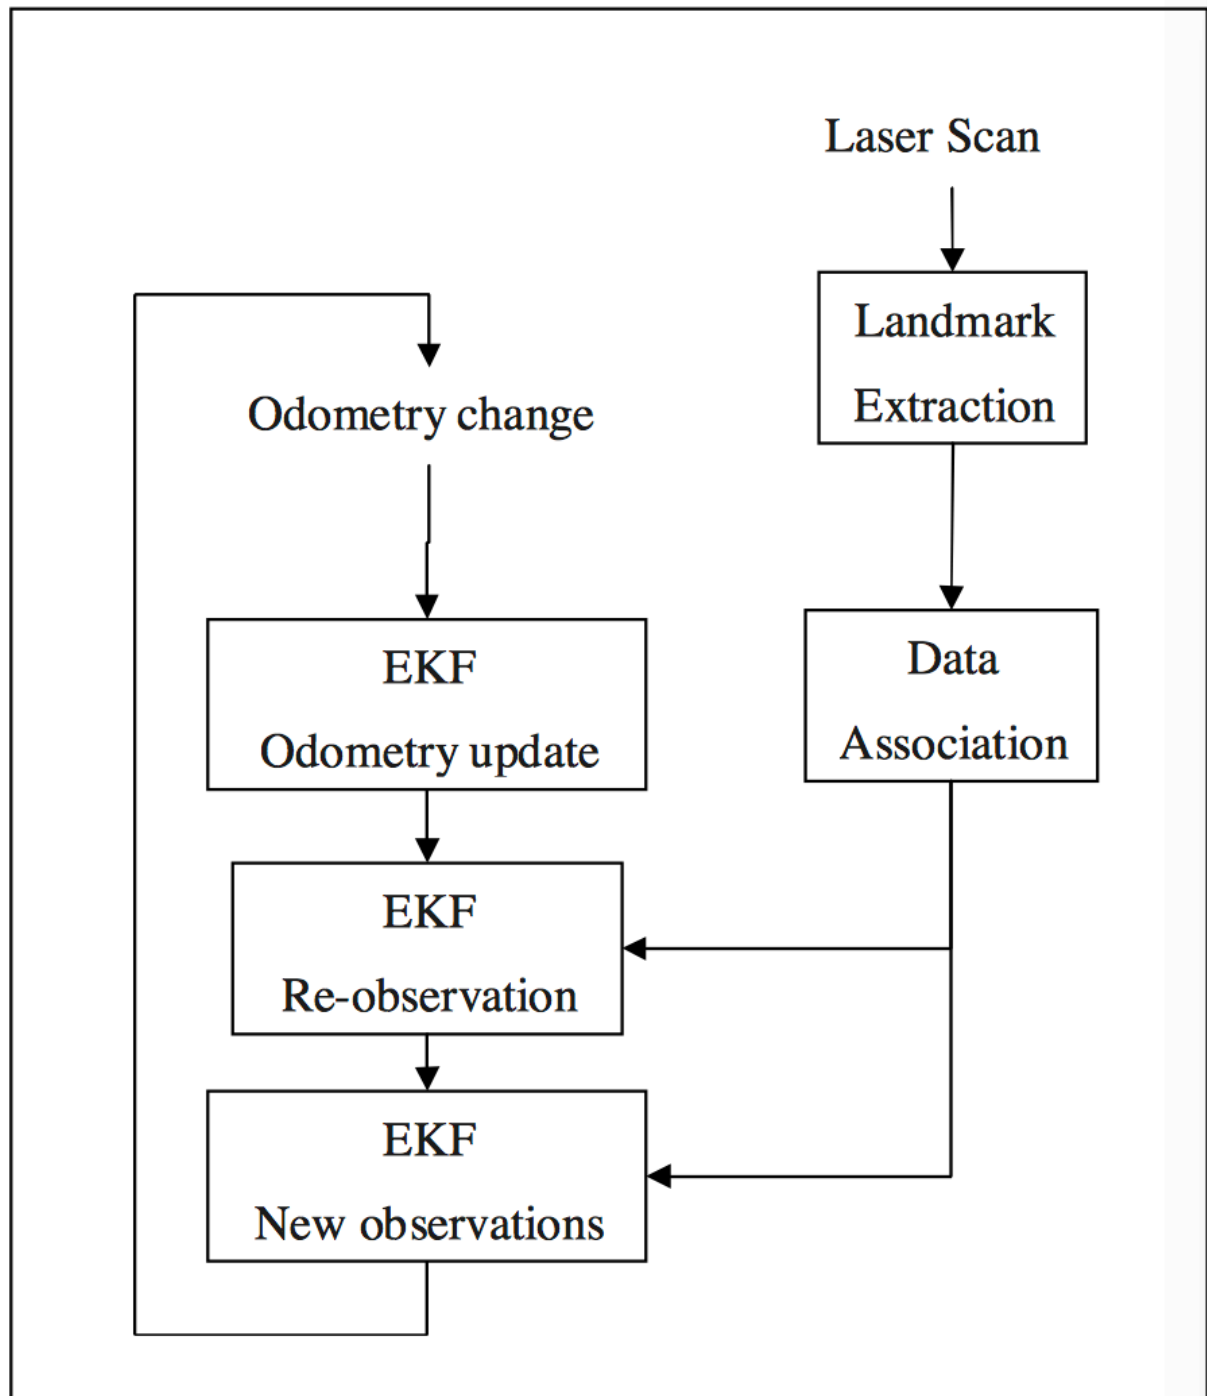 Laser Scan
Landmark
Extraction
Odometry change
EKF
Odometry update
Data
Association
EKF
Re-observation
EKF
New observations